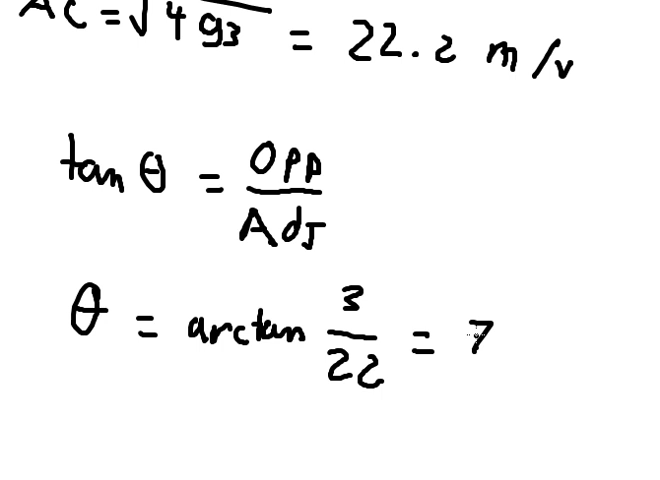 AC = √493 = 22.2 m/v
tan θ = Opp/Adj
θ = arctan 3/22 = 7